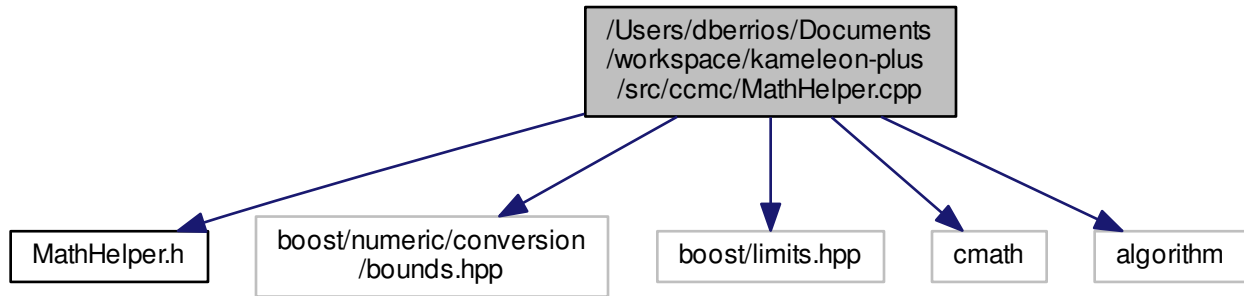 /Users/dberrios/Documents
/workspace/kameleon-plus
/src/ccmc/MathHelper.cpp
MathHelper.h
boost/numeric/conversion
/bounds.hpp
boost/limits.hpp
cmath
algorithm